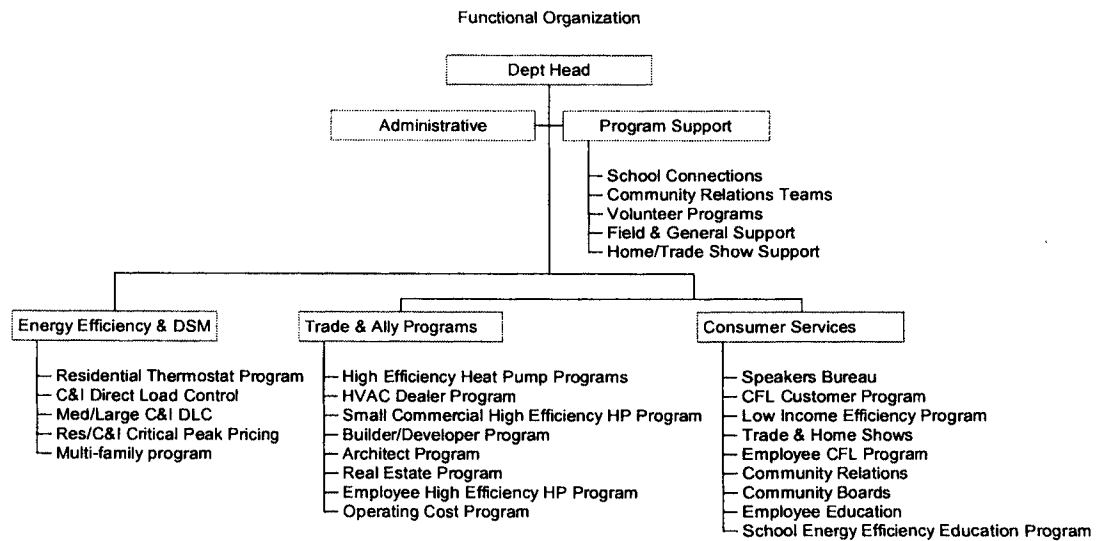 Functional Organization
Dept Head
Administrative
Program Support
School Connections
Community Relations Teams
Volunteer Programs
Field & General Support
Home/Trade Show Support
Energy Efficiency & DSM
Residential Thermostat Program
C&I Direct Load Control
Med/Large C&I DLC
Res/C&I Critical Peak Pricing
Multi-family program
Trade & Ally Programs
High Efficiency Heat Pump Programs
HVAC Dealer Program
Small Commercial High Efficiency HP Program
Builder/Developer Program
Architect Program
Real Estate Program
Employee High Efficiency HP Program
Operating Cost Program
Consumer Services
Speakers Bureau
CFL Customer Program
Low Income Efficiency Program
Trade & Home Shows
Employee CFL Program
Community Relations
Community Boards
Employee Education
School Energy Efficiency Education Program